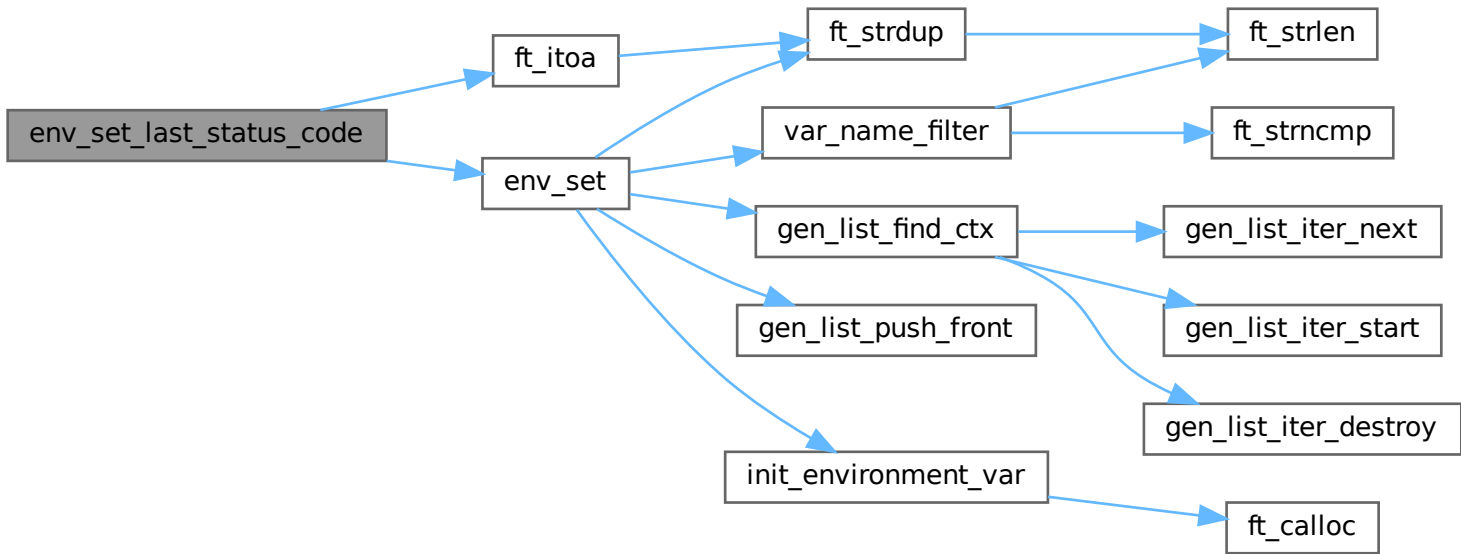 env_set_last_status_code
ft_itoa
env_set
ft_strdup
var_name_filter
gen_list_find_ctx
gen_list_push_front
init_environment_var
ft_strlen
ft_strncmp
gen_list_iter_next
gen_list_iter_start
gen_list_iter_destroy
ft_calloc